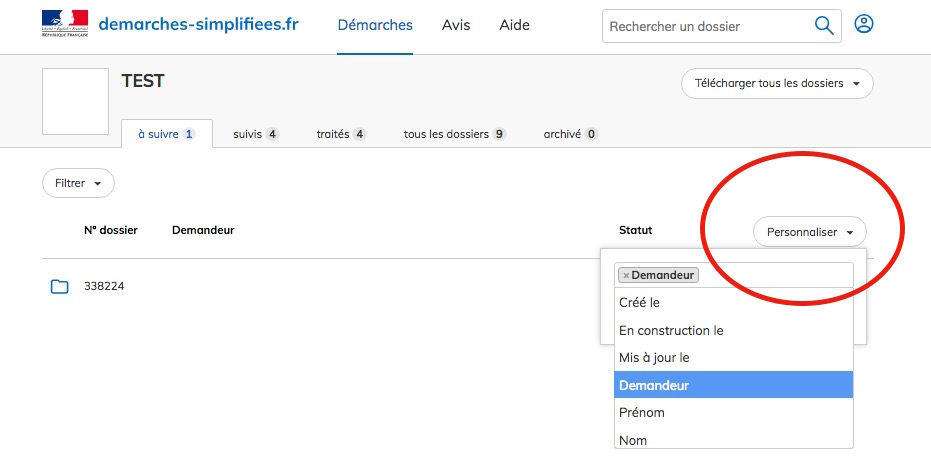 demarches-simplifiees.fr
Démarches
Avis
Aide
Rechercher un dossier
Liberté • Égalité • Fraternité
RÉPUBLIQUE FRANÇAISE
TEST
Télécharger tous les dossiers
à suivre 1
suivis 4
traités 4
tous les dossiers 9
archivé 0
Filtrer
N° dossier
Demandeur
Statut
Personnaliser
338224
× Demandeur
Créé le
En construction le
Mis à jour le
Demandeur
Prénom
Nom